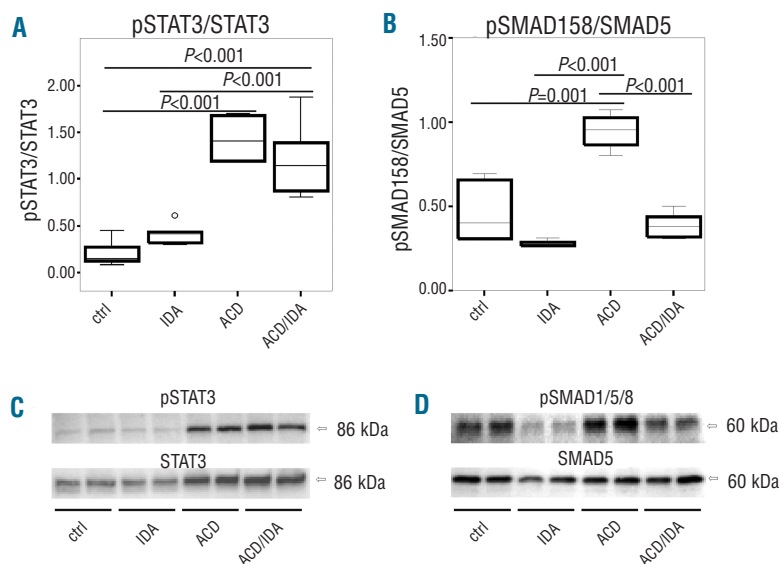 A
pSTAT3/STAT3
P<0.001
P<0.001
P<0.001
pSTAT3/STAT3
2.00
1.50
1.00
0.50
0.00
ctrl
IDA
ACD
ACD/IDA
B
pSMAD158/SMAD5
P<0.001
P=0.001
P<0.001
pSMAD158/SMAD5
1.50
1.00
0.50
0.00
ctrl
IDA
ACD
ACD/IDA
C
pSTAT3
⇦ 86 kDa
STAT3
⇦ 86 kDa
ctrl
IDA
ACD
ACD/IDA
D
pSMAD1/5/8
⇦ 60 kDa
SMAD5
⇦ 60 kDa
ctrl
IDA
ACD
ACD/IDA